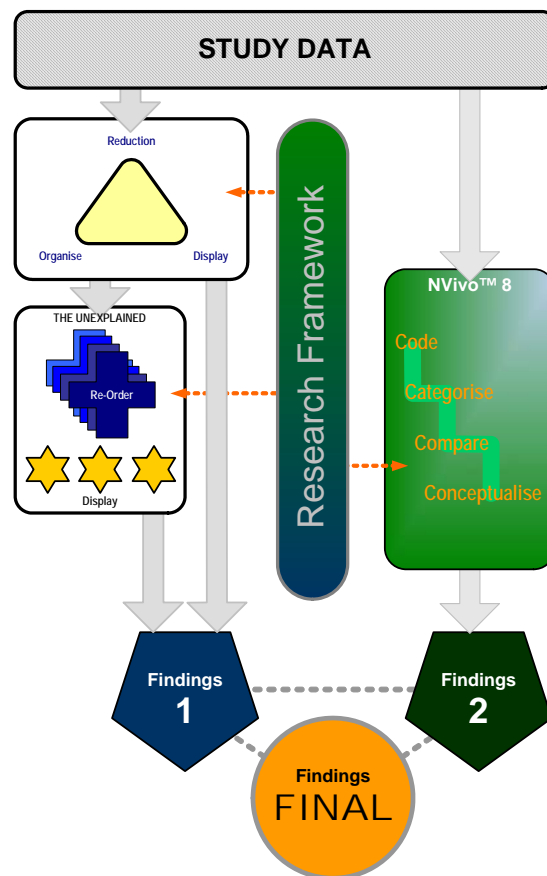 STUDY DATA
Reduction
Organise
Display
THE UNEXPLAINED
Re-Order
Display
Research Framework
NVivo™ 8
Code
Categorise
Compare
Conceptualise
Findings
1
Findings
2
Findings
FINAL